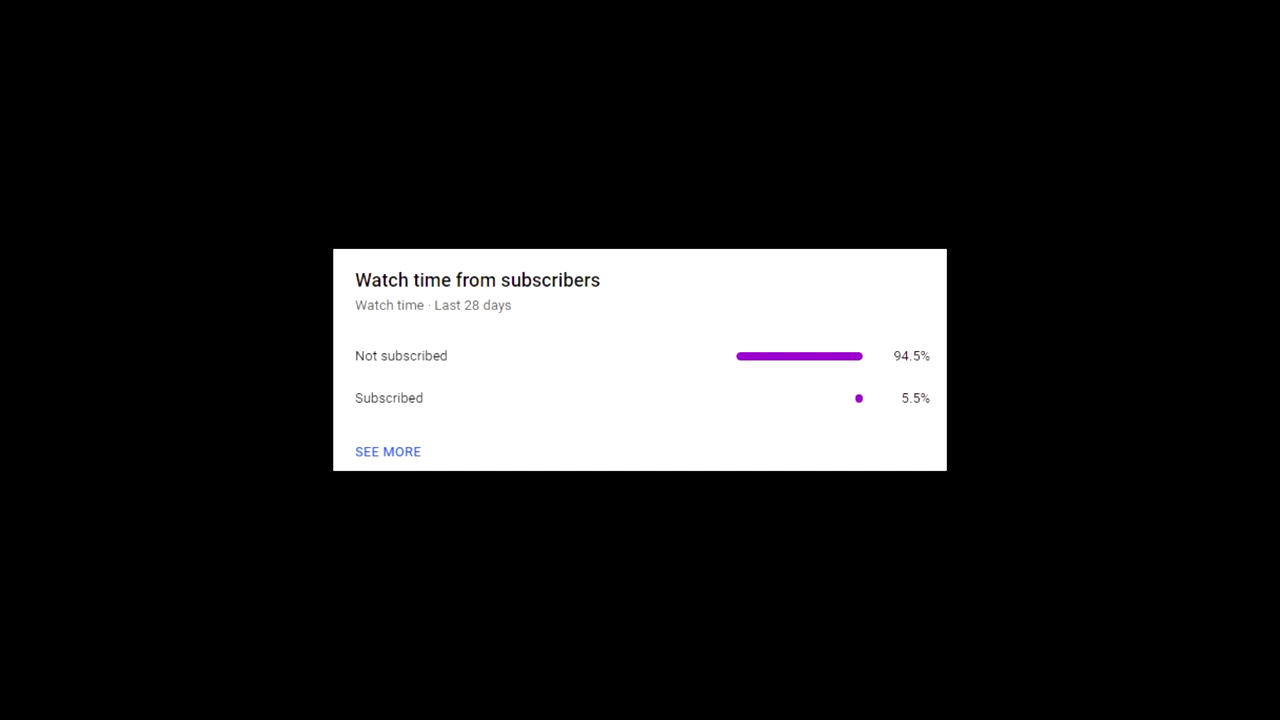 Watch time from subscribers
Watch time · Last 28 days
Not subscribed 94.5%
Subscribed 5.5%
SEE MORE